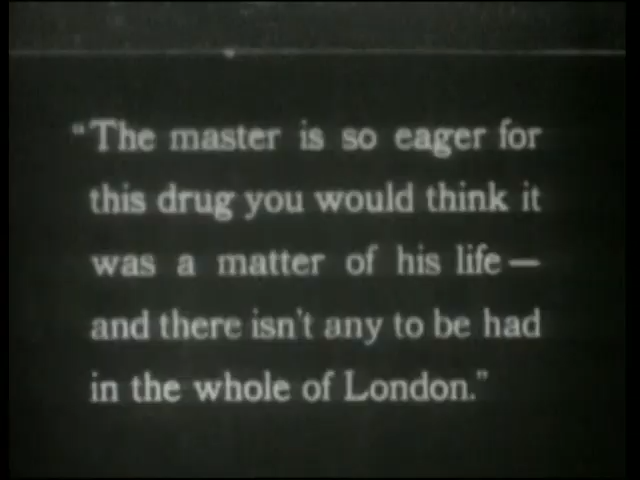 "The master is so eager for
this drug you would think it
was a matter of his life—
and there isn't any to be had
in the whole of London."